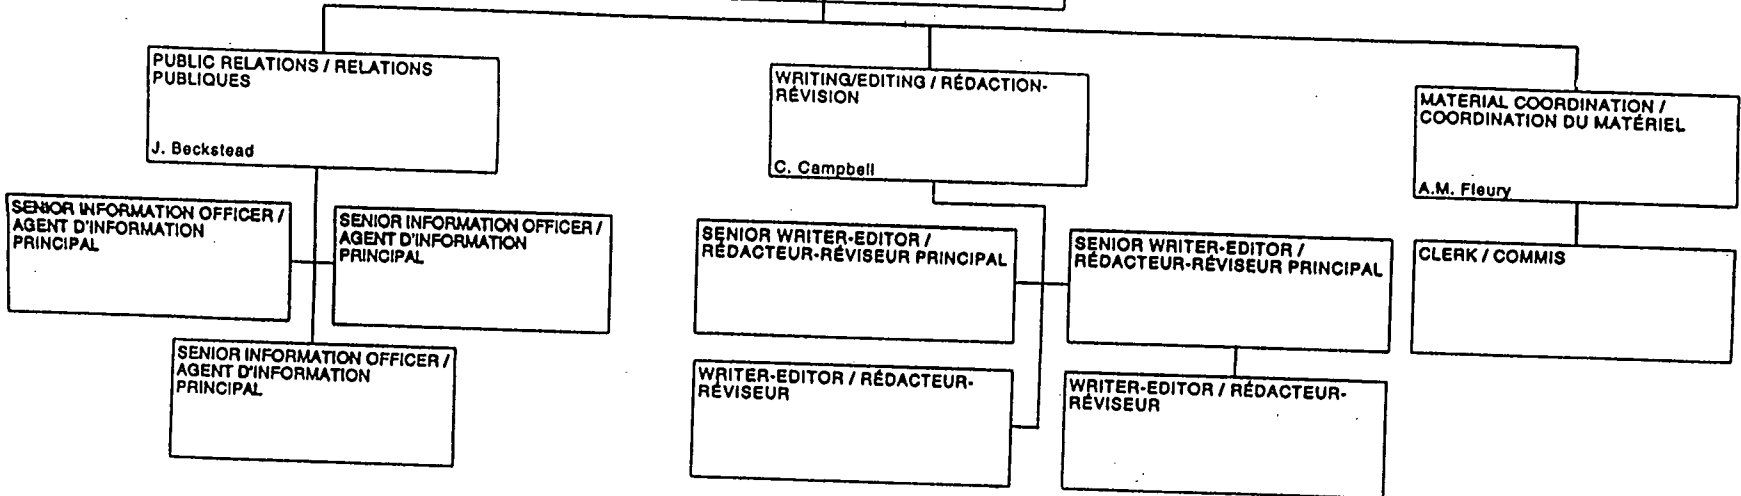 PUBLIC RELATIONS / RELATIONS
PUBLIQUES
J. Beckstead
WRITING/EDITING / RÉDACTION-
RÉVISION
C. Campbell
MATERIAL COORDINATION /
COORDINATION DU MATÉRIEL
A.M. Fleury
SENIOR INFORMATION OFFICER /
AGENT D'INFORMATION
PRINCIPAL
SENIOR INFORMATION OFFICER /
AGENT D'INFORMATION
PRINCIPAL
SENIOR INFORMATION OFFICER /
AGENT D'INFORMATION
PRINCIPAL
SENIOR WRITER-EDITOR /
RÉDACTEUR-RÉVISEUR PRINCIPAL
SENIOR WRITER-EDITOR /
RÉDACTEUR-RÉVISEUR PRINCIPAL
WRITER-EDITOR / RÉDACTEUR-
RÉVISEUR
WRITER-EDITOR / RÉDACTEUR-
RÉVISEUR
CLERK / COMMIS